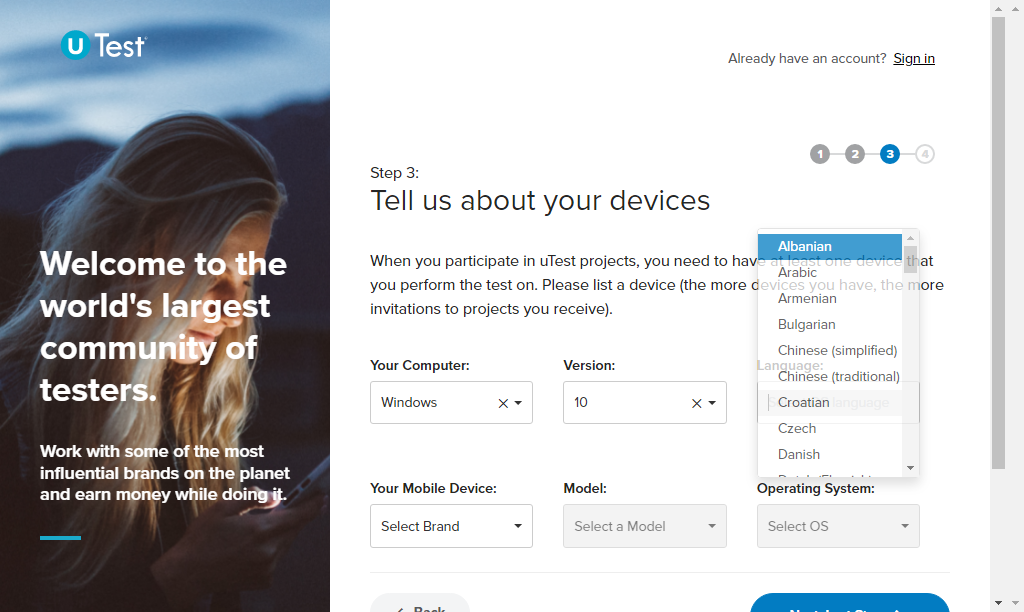 U Test
Already have an account? Sign in
1 2 3 4
Step 3:
Tell us about your devices
Welcome to the
world's largest
community of
testers.
Work with some of the most
influential brands on the planet
and earn money while doing it.
When you participate in uTest projects, you need to have at least one device that
you perform the test on. Please list a device (the more devices you have, the more
invitations to projects you receive).
Your Computer:
Windows
Version:
10
Language:
Albanian
Arabic
Armenian
Bulgarian
Chinese (simplified)
Chinese (traditional)
Croatian
language
Czech
Danish
Your Mobile Device:
Select Brand
Model:
Select a Model
Operating System:
Select OS
Back